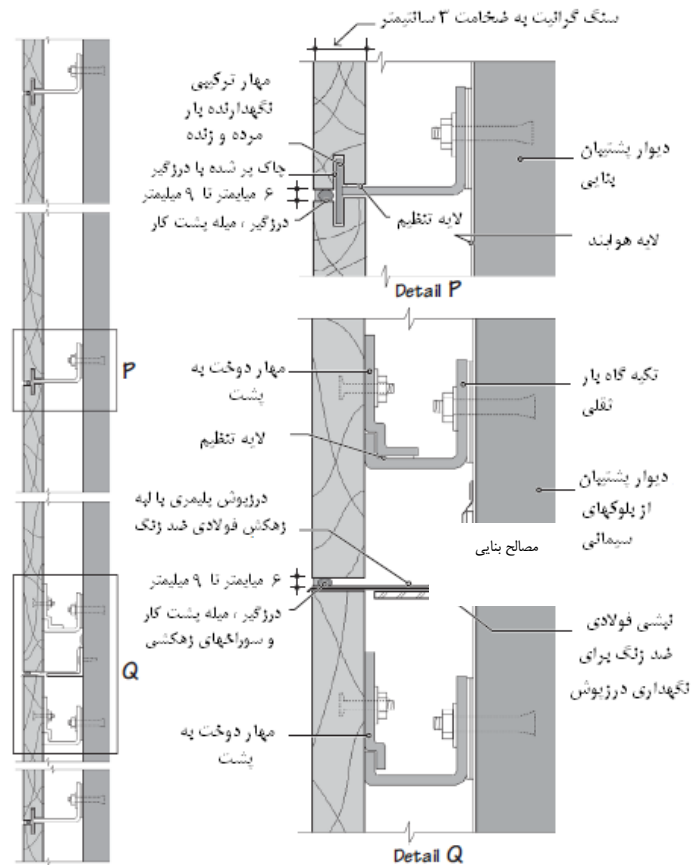 سنگ گرانیت به ضخامت ۳ سانتیمتر
مهار ترکیبی
نگهدارنده بار
مرده و زنده
چاک پر شده با درزگیر
۶ میلیمتر تا ۹ میلیمتر
درزگیر ، میله پشت کار
دیوار پشتیبان
بنایی
لایه تنظیم
لایه هوابند
Detail P
P
مهار دوخت به
پشت
تکیه گاه بار
ثقلی
لایه تنظیم
درزپوش پلیمری با لبه
زهکش فولادی ضد زنگ
دیوار پشتیبان
از بلوکهای
سیمانی
مصالح بنایی
۶ میلیمتر تا ۹ میلیمتر
درزگیر ، میله پشت کار
و سوراخهای زهکشی
نبشی فولادی
ضد زنگ برای
نگهداری درزپوش
Q
مهار دوخت به
پشت
Detail Q